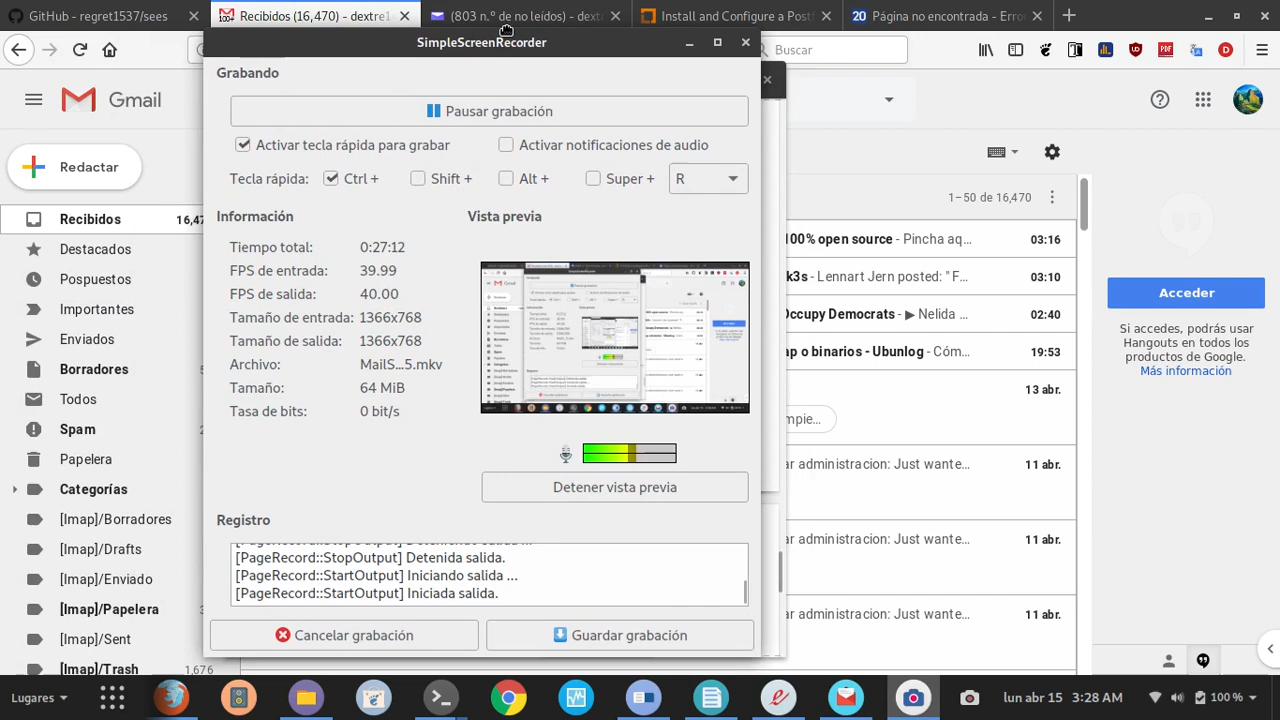 GitHub - regret1537/sees
Recibidos (16,470) - dextre1
(803 n.º de no leídos) - dext
Install and Configure a Post
20 Página no encontrada - Erro
SimpleScreenRecorder
Buscar
Gmail
Redactar
Recibidos 16,47
Destacados
Pospuestos
Importantes
Enviados
Borradores
Todos
Spam
Papelera
Categorías
[Imap]/Borradores
[Imap]/Drafts
[Imap]/Enviado
[Imap]/Papelera
[Imap]/Sent
[Imap]/Trash 1,676
Grabando
Pausar grabación
Activar tecla rápida para grabar
Activar notificaciones de audio
Tecla rápida: Ctrl + Shift + Alt + Super + R
Información
Vista previa
Tiempo total: 0:27:12
FPS de entrada: 39.99
FPS de salida: 40.00
Tamaño de entrada: 1366x768
Tamaño de salida: 1366x768
Archivo: MailS...5.mkv
Tamaño: 64 MiB
Tasa de bits: 0 bit/s
Detener vista previa
Registro
[PageRecord::StopOutput] Deteniendo salida ...
[PageRecord::StopOutput] Detenida salida.
[PageRecord::StartOutput] Iniciando salida ...
[PageRecord::StartOutput] Iniciada salida.
Cancelar grabación
Guardar grabación
1–50 de 16,470
100% open source - Pincha aq... 03:16
k3s - Lennart Jern posted: " F... 03:10
Occupy Democrats - ▶ Nelida ... 02:40
ap o binarios - Ubunlog - Cóm... 19:53
13 abr.
mpie...
ar administracion: Just wante... 11 abr.
ar administracion: Just wante... 11 abr.
ar administracion: Just wante... 11 abr.
Acceder
Si accedes, podrás usar
Hangouts en todos los
productos de Google.
Más información
Lugares
lun abr 15 3:28 AM
100 %